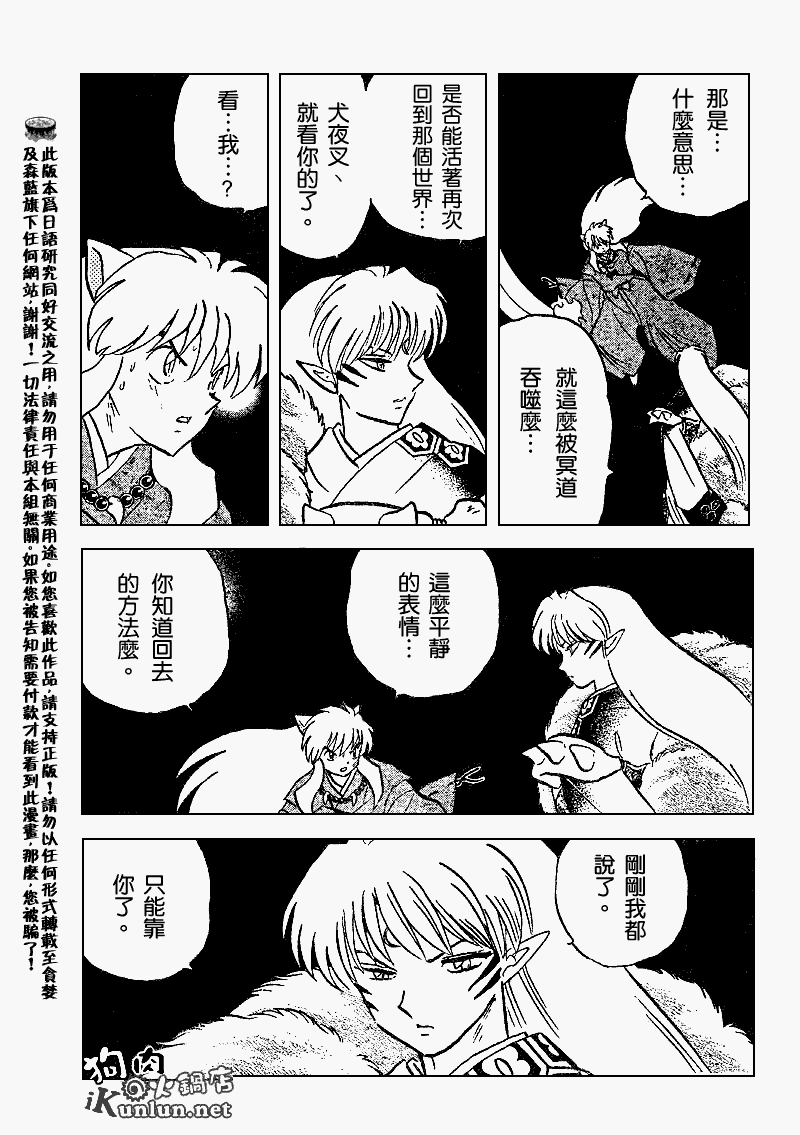 那是…
什麼意思…
就這麼被冥道
吞噬麼…
是否能活著再次
回到那個世界…
犬夜叉、
就看你的了。
看…我…？
這麼平靜
的表情…
你知道回去
的方法麼。
剛剛我都
說了。
只能靠
你了。
此版本爲日語研究同好交流之用，請勿用于任何商業用途。如您喜歡此作品，請支持正版！請勿以任何形式轉載至貪婪
及森藍旗下任何網站，謝謝！一切法律責任與本組無關。如果您被告知需要付款才能看到此漫畫，那麼，您被騙了！
狗肉
火鍋店
iKunlun.net